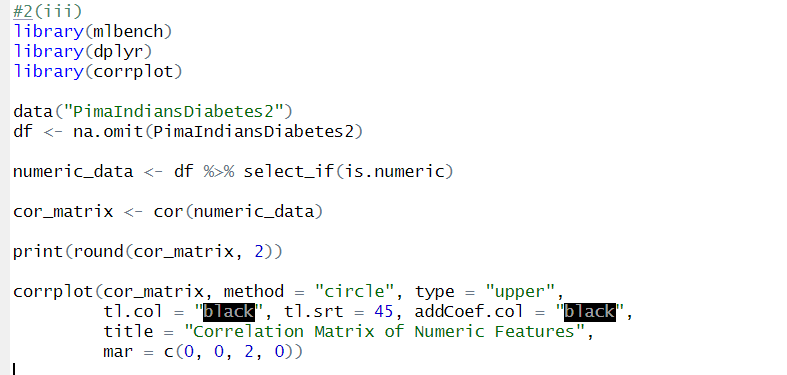 #2(iii)
library(mlbench)
library(dplyr)
library(corrplot)
data("PimaIndiansDiabetes2")
df <- na.omit(PimaIndiansDiabetes2)
numeric_data <- df %>% select_if(is.numeric)
cor_matrix <- cor(numeric_data)
print(round(cor_matrix, 2))
corrplot(cor_matrix, method = "circle", type = "upper",
         tl.col = "black", tl.srt = 45, addCoef.col = "black",
         title = "Correlation Matrix of Numeric Features",
         mar = c(0, 0, 2, 0))